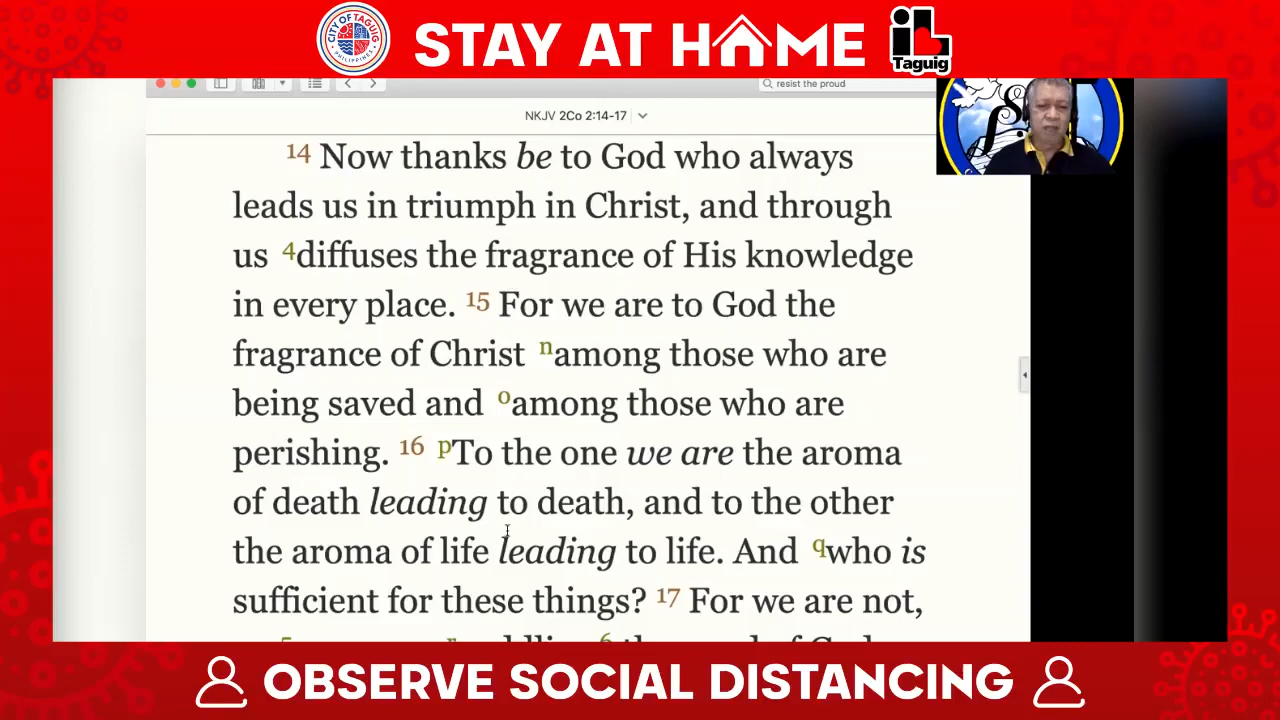 CITY OF TAGUIG
PHILIPPINES
STAY AT HOME
iL
Taguig
resist the proud
NKJV 2Co 2:14-17
14 Now thanks be to God who always
leads us in triumph in Christ, and through
us 4diffuses the fragrance of His knowledge
in every place. 15 For we are to God the
fragrance of Christ namong those who are
being saved and oamong those who are
perishing. 16 pTo the one we are the aroma
of death leading to death, and to the other
the aroma of life leading to life. And qwho is
sufficient for these things? 17 For we are not,
OBSERVE SOCIAL DISTANCING